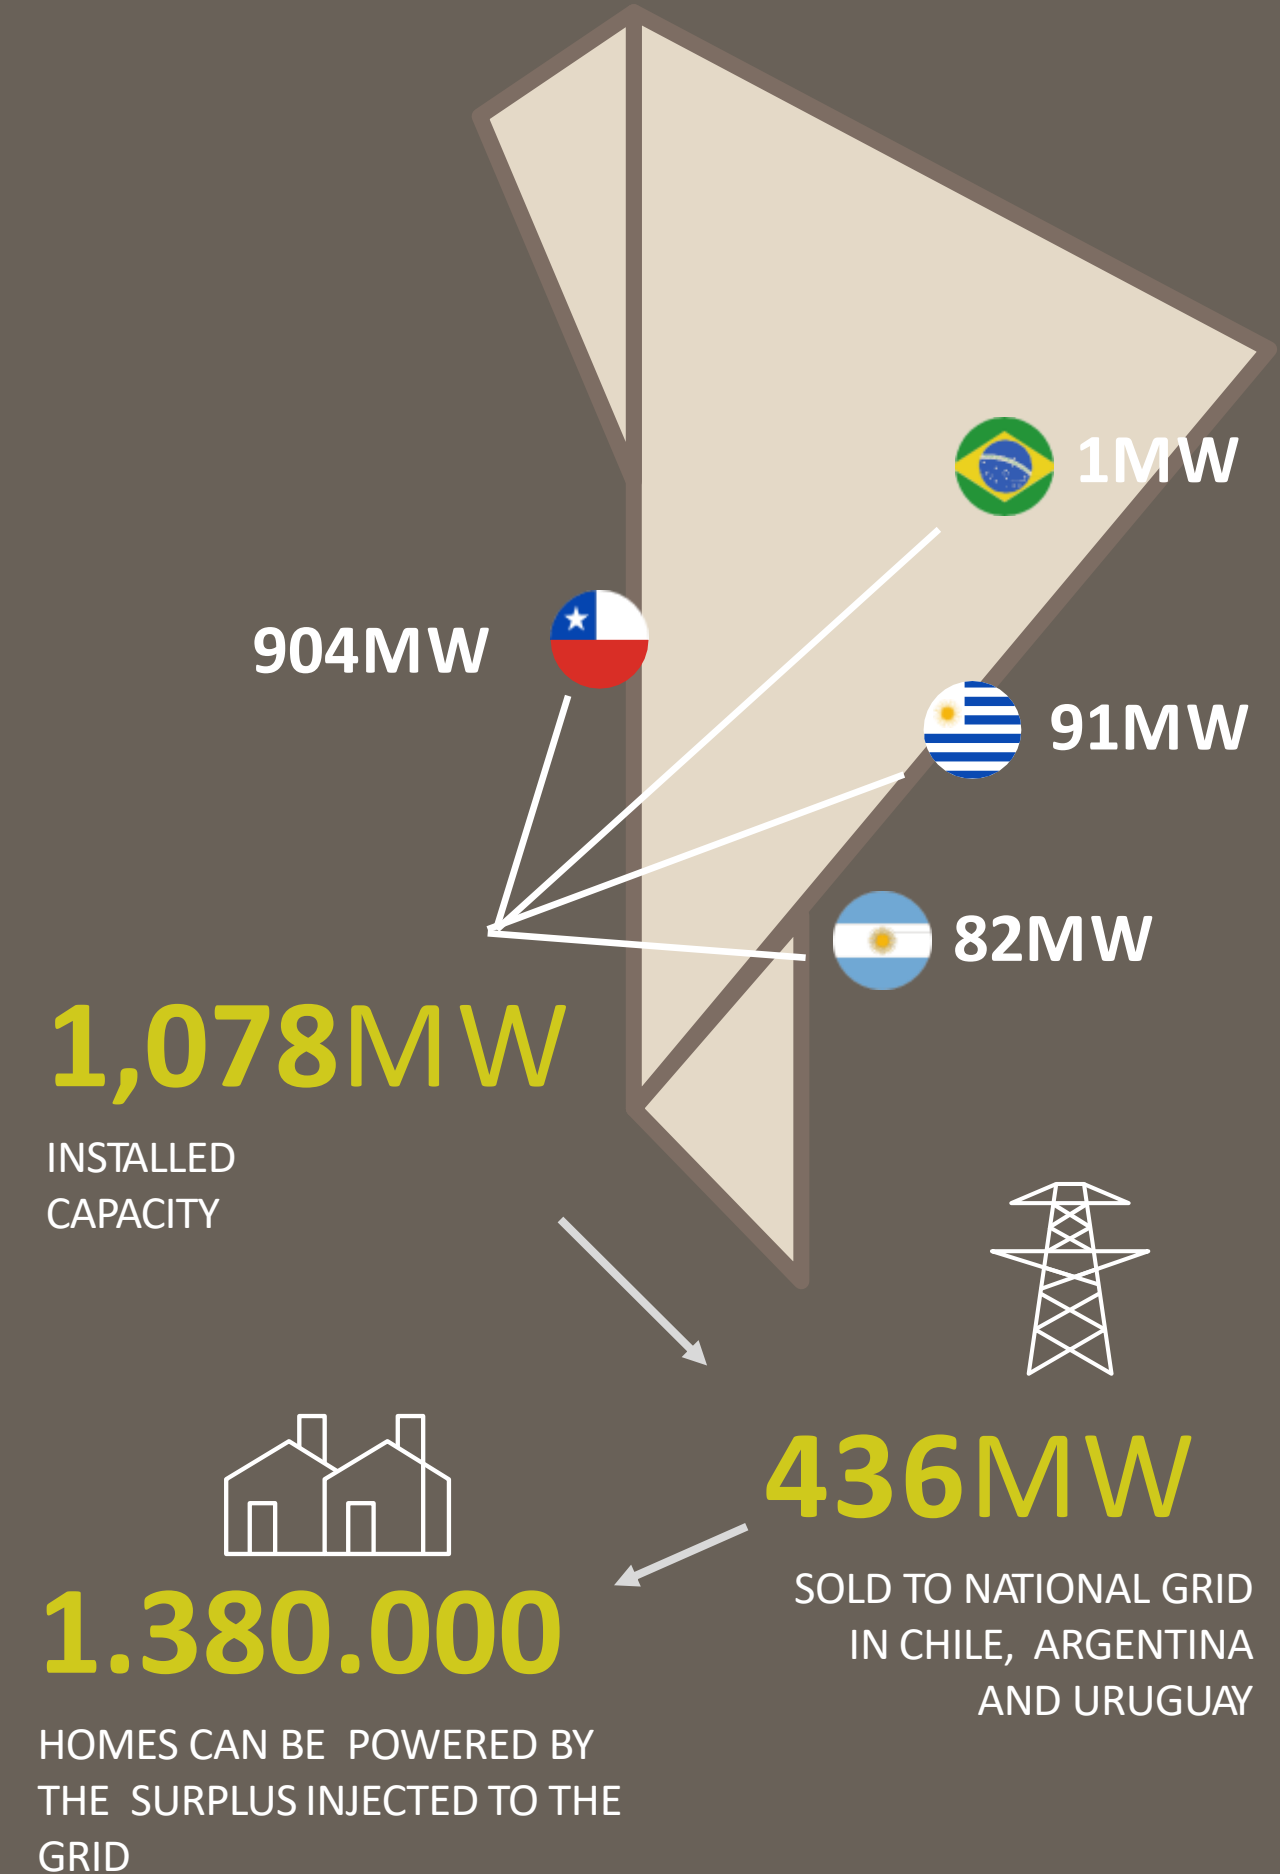 1MW
904MW
91MW
82MW
1,078MW
INSTALLED
CAPACITY
436MW
SOLD TO NATIONAL GRID
IN CHILE, ARGENTINA
AND URUGUAY
1.380.000
HOMES CAN BE POWERED BY
THE SURPLUS INJECTED TO THE
GRID